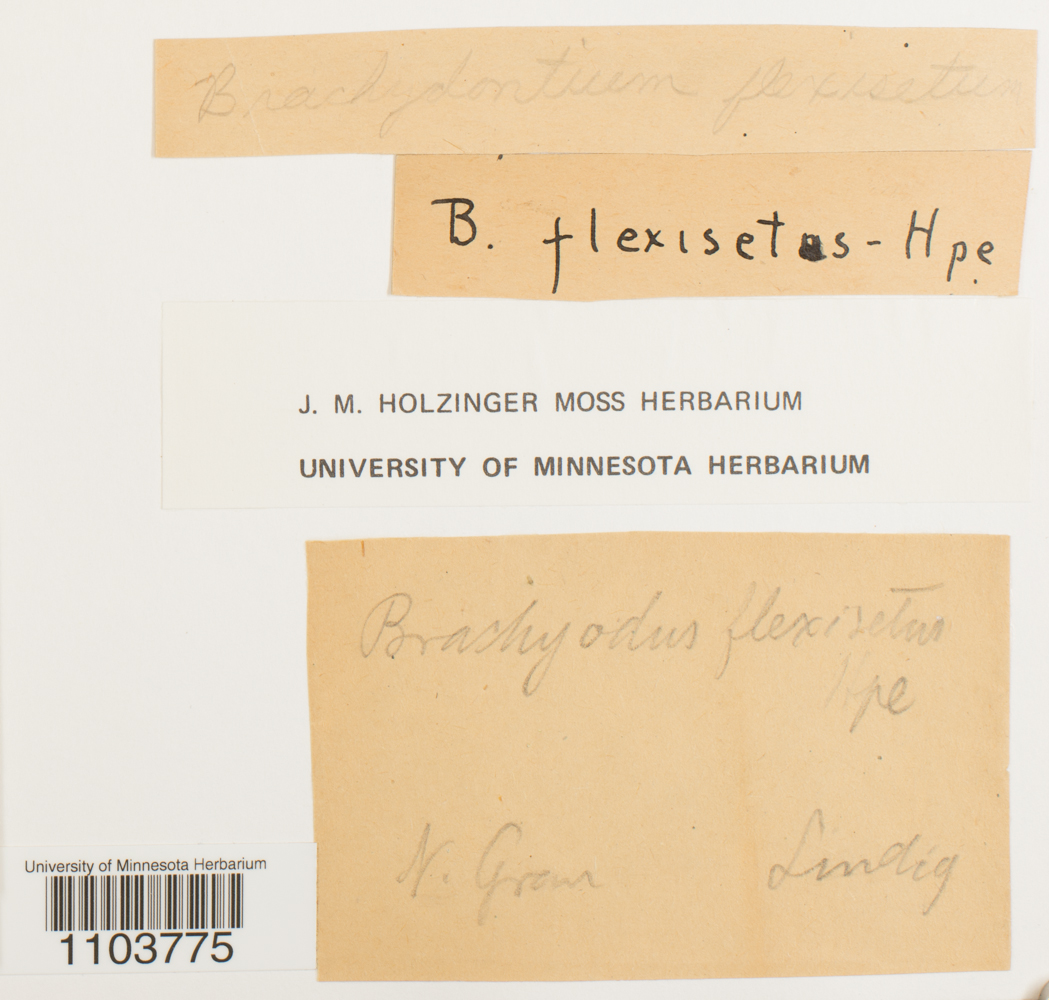 Brachydontium flexisetum
B. flexisetus - Hpe
J. M. HOLZINGER MOSS HERBARIUM
UNIVERSITY OF MINNESOTA HERBARIUM
Brachyodus flexisetus
Hpe
N. Gran Lindig
University of Minnesota Herbarium
1103775